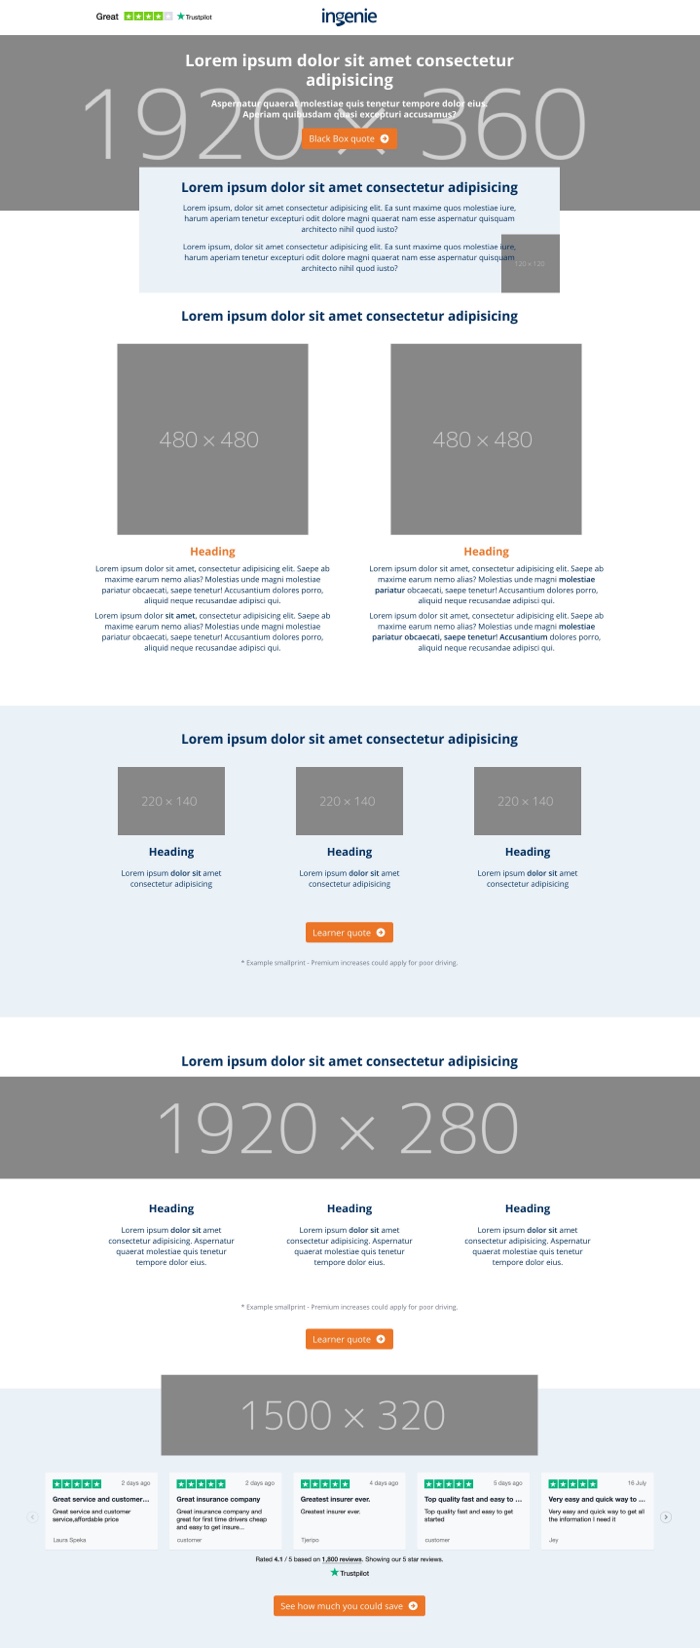 Great
Trustpilot
ingenie
Lorem ipsum dolor sit amet consectetur
adipisicing
1920 × 360
Aspernatur quaerat molestiae quis tenetur tempore dolor eius.
Aperiam quibusdam quasi excepturi accusamus?
Black Box quote
Lorem ipsum dolor sit amet consectetur adipisicing
Lorem ipsum, dolor sit amet consectetur adipisicing elit. Ea sunt maxime quos molestiae iure,
harum aperiam tenetur excepturi odit dolore magni quaerat nam esse aspernatur quisquam
architecto nihil quod iusto?
Lorem ipsum, dolor sit amet consectetur adipisicing elit. Ea sunt maxime quos molestiae iure,
harum aperiam tenetur excepturi odit dolore magni quaerat nam esse aspernatur quisquam
architecto nihil quod iusto?
120 × 120
Lorem ipsum dolor sit amet consectetur adipisicing
480 × 480
Heading
Lorem ipsum dolor sit amet, consectetur adipisicing elit. Saepe ab
maxime earum nemo alias? Molestias unde magni molestiae
pariatur obcaecati, saepe tenetur! Accusantium dolores porro,
aliquid neque recusandae adipisci qui.
Lorem ipsum dolor sit amet, consectetur adipisicing elit. Saepe ab
maxime earum nemo alias? Molestias unde magni molestiae
pariatur obcaecati, saepe tenetur! Accusantium dolores porro,
aliquid neque recusandae adipisci qui.
480 × 480
Heading
Lorem ipsum dolor sit amet, consectetur adipisicing elit. Saepe ab
maxime earum nemo alias? Molestias unde magni molestiae
pariatur obcaecati, saepe tenetur! Accusantium dolores porro,
aliquid neque recusandae adipisci qui.
Lorem ipsum dolor sit amet, consectetur adipisicing elit. Saepe ab
maxime earum nemo alias? Molestias unde magni molestiae
pariatur obcaecati, saepe tenetur! Accusantium dolores porro,
aliquid neque recusandae adipisci qui.
Lorem ipsum dolor sit amet consectetur adipisicing
220 × 140
Heading
Lorem ipsum dolor sit amet
consectetur adipisicing
220 × 140
Heading
Lorem ipsum dolor sit amet
consectetur adipisicing
220 × 140
Heading
Lorem ipsum dolor sit amet
consectetur adipisicing
Learner quote
* Example smallprint - Premium increases could apply for poor driving.
Lorem ipsum dolor sit amet consectetur adipisicing
1920 × 280
Heading
Lorem ipsum dolor sit amet
consectetur adipisicing. Aspernatur
quaerat molestiae quis tenetur
tempore dolor eius.
Heading
Lorem ipsum dolor sit amet
consectetur adipisicing. Aspernatur
quaerat molestiae quis tenetur
tempore dolor eius.
Heading
Lorem ipsum dolor sit amet
consectetur adipisicing. Aspernatur
quaerat molestiae quis tenetur
tempore dolor eius.
* Example smallprint - Premium increases could apply for poor driving.
Learner quote
1500 × 320
2 days ago
Great service and customer...
Great service and customer
service,affordable price
Laura Speka
2 days ago
Great insurance company
Great insurance company and
great for first time drivers cheap
and easy to get insure...
customer
4 days ago
Greatest insurer ever.
Greatest insurer ever.
Tjeripo
5 days ago
Top quality fast and easy to ...
Top quality fast and easy to get
started
customer
16 July
Very easy and quick way to ...
Very easy and quick way to get all
the information I need it
Jey
Rated 4.1 / 5 based on 1,800 reviews. Showing our 5 star reviews.
Trustpilot
See how much you could save